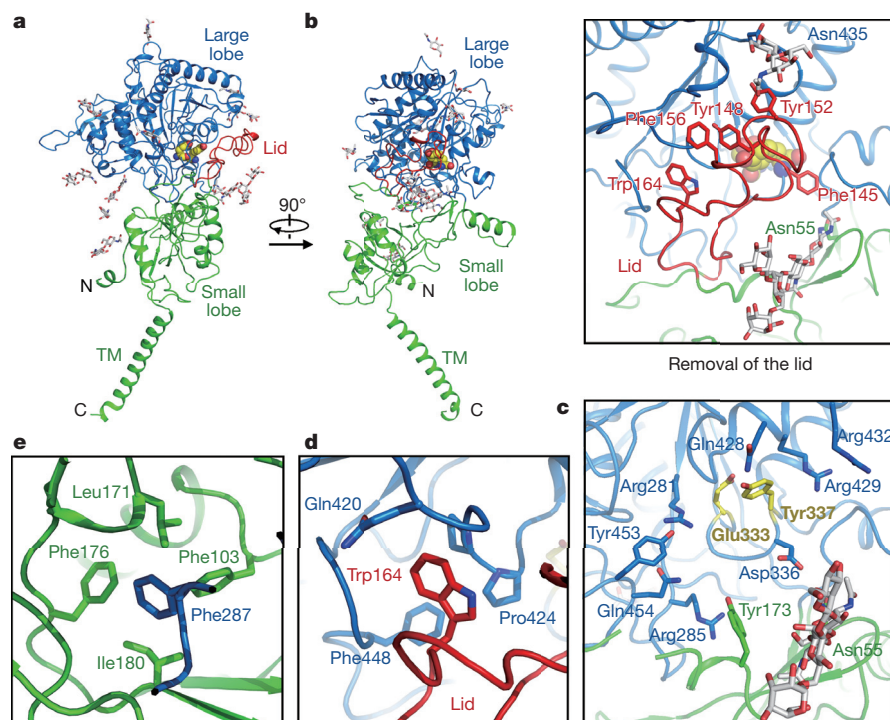 a
Large
lobe
Lid
90°
N
Small
lobe
TM
C
b
Large
lobe
Small
lobe
N
C
Asn435
Tyr148
Tyr152
Phe156
Trp164
Phe145
Asn55
Lid
Removal of the lid
e
Leu171
Phe176
Phe103
Phe287
Ile180
d
Gln420
Trp164
Pro424
Phe448
Lid
c
Arg432
Gln428
Arg281
Arg429
Tyr453
Tyr337
Glu333
Asp336
Gln454
Tyr173
Arg285
Asn55